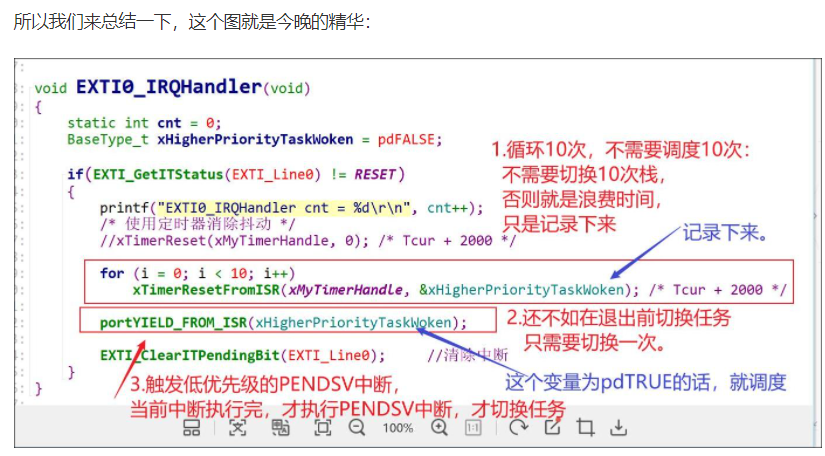 所以我们来总结一下，这个图就是今晚的精华：
void EXTI0_IRQHandler(void)
{
static int cnt = 0;
BaseType_t xHigherPriorityTaskWoken = pdFALSE;
if(EXTI_GetITStatus(EXTI_Line0) != RESET)
{
printf("EXTI0_IRQHandler cnt = %d\r\n", cnt++);
/* 使用定时器消除抖动 */
//xTimerReset(xMyTimerHandle, 0); /* Tcur + 2000 */
for (i = 0; i < 10; i++)
xTimerResetFromISR(xMyTimerHandle, &xHigherPriorityTaskWoken); /* Tcur + 2000 */
portYIELD_FROM_ISR(xHigherPriorityTaskWoken);
EXTI_ClearITPendingBit(EXTI_Line0); //清除中断
}
}
1.循环10次，不需要调度10次：
不需要切换10次栈，
否则就是浪费时间，
只是记录下来
记录下来。
2.还不如在退出前切换任务
只需要切换一次。
这个变量为pdTRUE的话，就调度
3.触发低优先级的PENDSV中断，
当前中断执行完，才执行PENDSV中断，才切换任务
100%
1:1